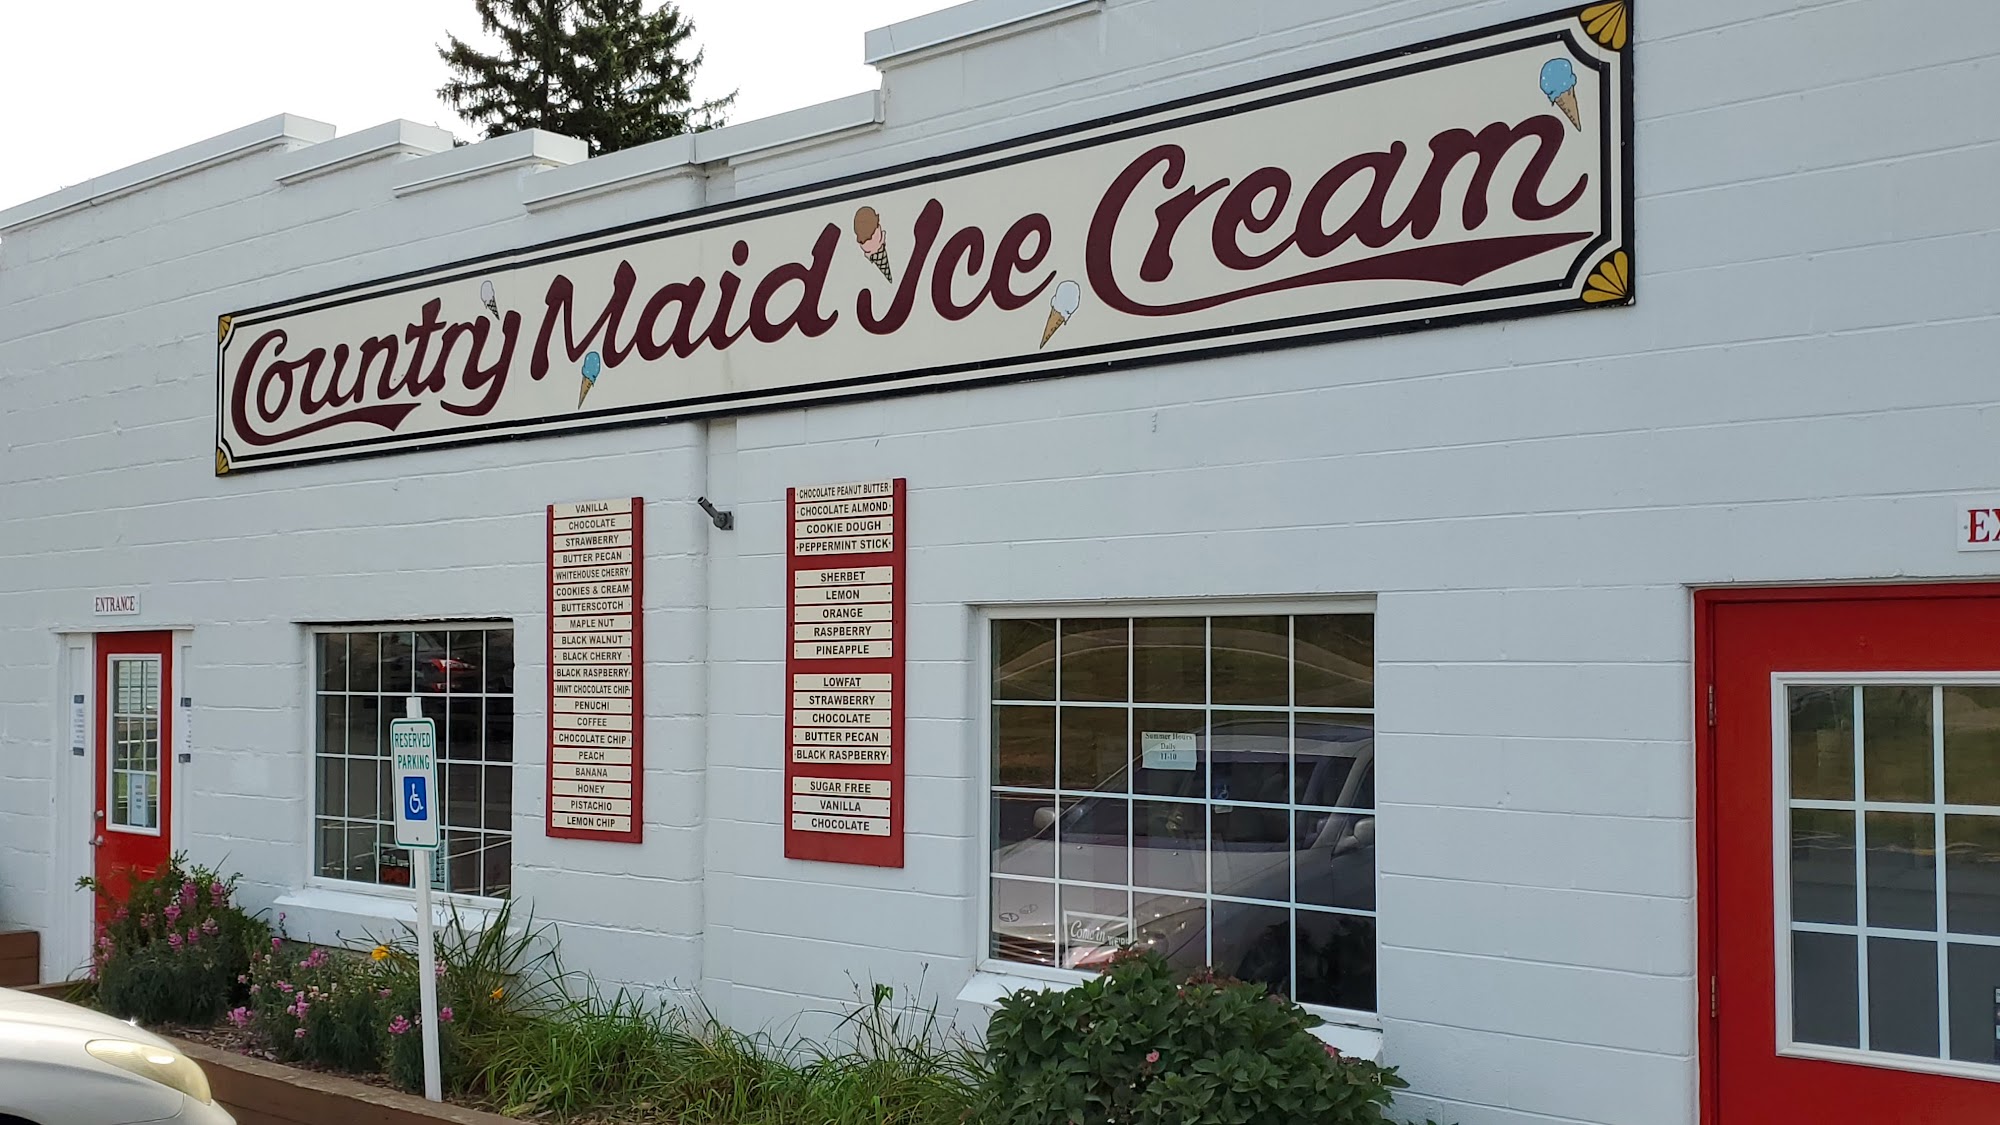 Country Maid Ice Cream
ENTRANCE
VANILLA
CHOCOLATE
STRAWBERRY
BUTTER PECAN
WHITEHOUSE CHERRY
COOKIES & CREAM
BUTTERSCOTCH
MAPLE NUT
BLACK WALNUT
BLACK CHERRY
BLACK RASPBERRY
MINT CHOCOLATE CHIP
PENUCHI
COFFEE
CHOCOLATE CHIP
PEACH
BANANA
HONEY
PISTACHIO
LEMON CHIP
CHOCOLATE PEANUT BUTTER
CHOCOLATE ALMOND
COOKIE DOUGH
PEPPERMINT STICK
SHERBET
LEMON
ORANGE
RASPBERRY
PINEAPPLE
LOWFAT
STRAWBERRY
CHOCOLATE
BUTTER PECAN
BLACK RASPBERRY
SUGAR FREE
VANILLA
CHOCOLATE
RESERVED
PARKING
Summer Hours
Daily
11-10
Come in
OPEN
EX